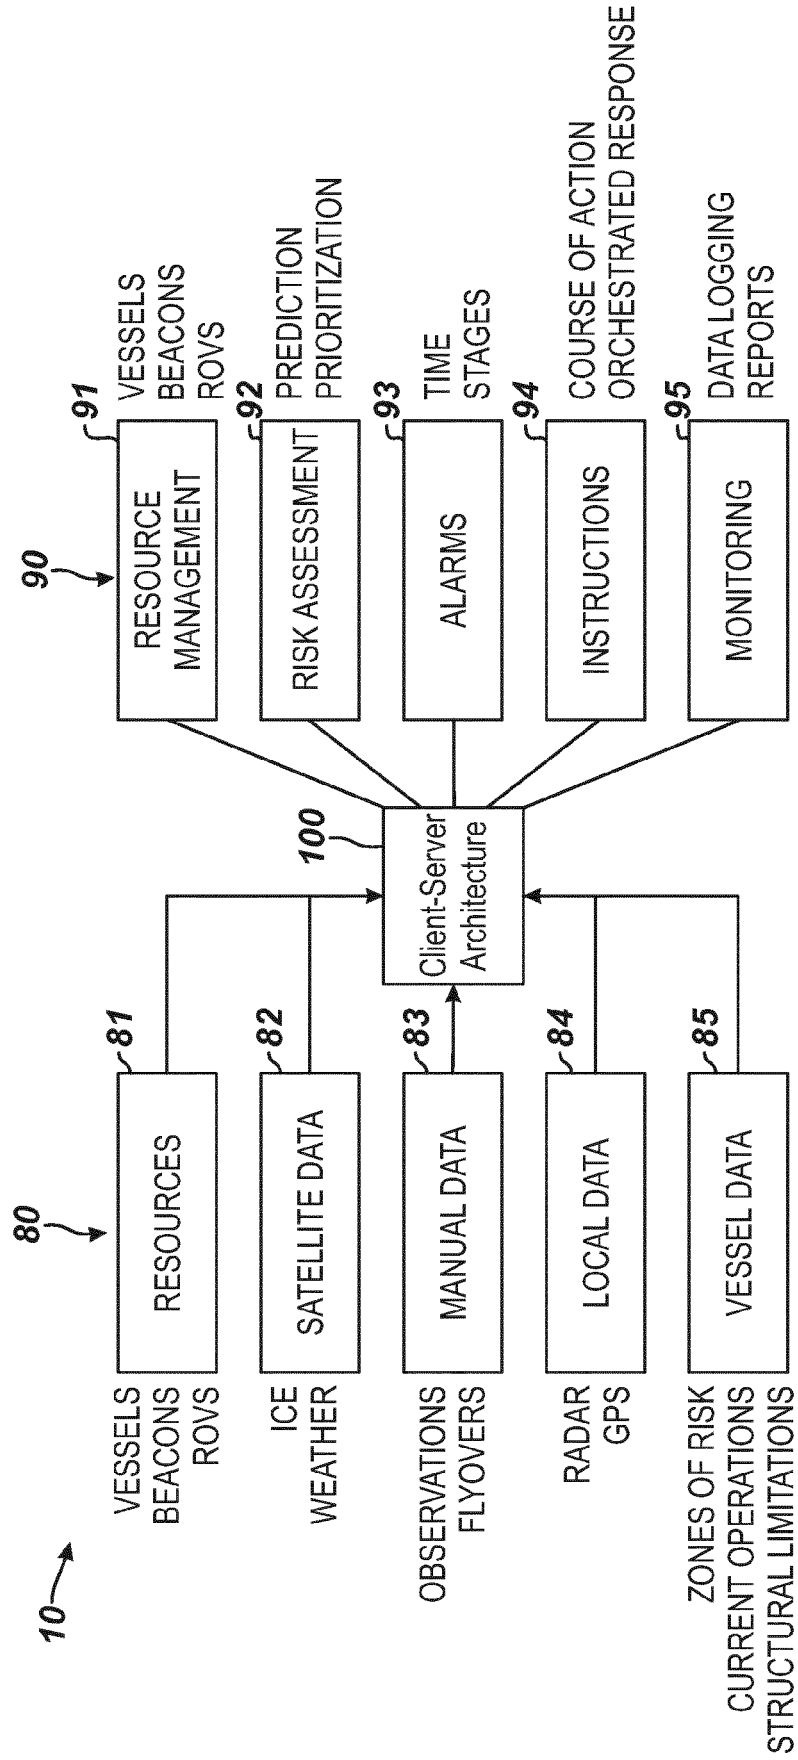 10
80
VESSELS
BEACONS
ROVS
81
RESOURCES
ICE
WEATHER
82
SATELLITE DATA
OBSERVATIONS
FLYOVERS
83
MANUAL DATA
RADAR
GPS
84
LOCAL DATA
ZONES OF RISK
CURRENT OPERATIONS
STRUCTURAL LIMITATIONS
85
VESSEL DATA
100
Client-Server
Architecture
90
91
RESOURCE
MANAGEMENT
VESSELS
BEACONS
ROVS
92
RISK ASSESSMENT
PREDICTION
PRIORITIZATION
93
ALARMS
TIME
STAGES
94
INSTRUCTIONS
COURSE OF ACTION
ORCHESTRATED RESPONSE
95
MONITORING
DATA LOGGING
REPORTS